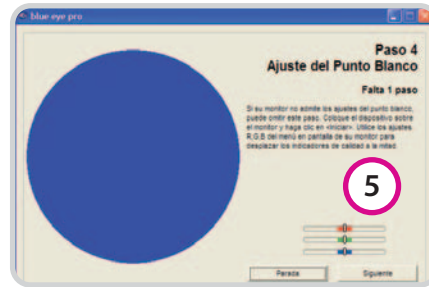 blue eye pro
Paso 4
Ajuste del Punto Blanco
Falta 1 paso
Si su monitor no admite los ajustes del punto blanco,
puede omitir este paso. Coloque el dispositivo sobre
el monitor y haga clic en «Iniciar». Utilice los ajustes
R,G,B del menú en pantalla de su monitor para
desplazar los indicadores de calidad a la mitad.
5
Parada
Siguiente